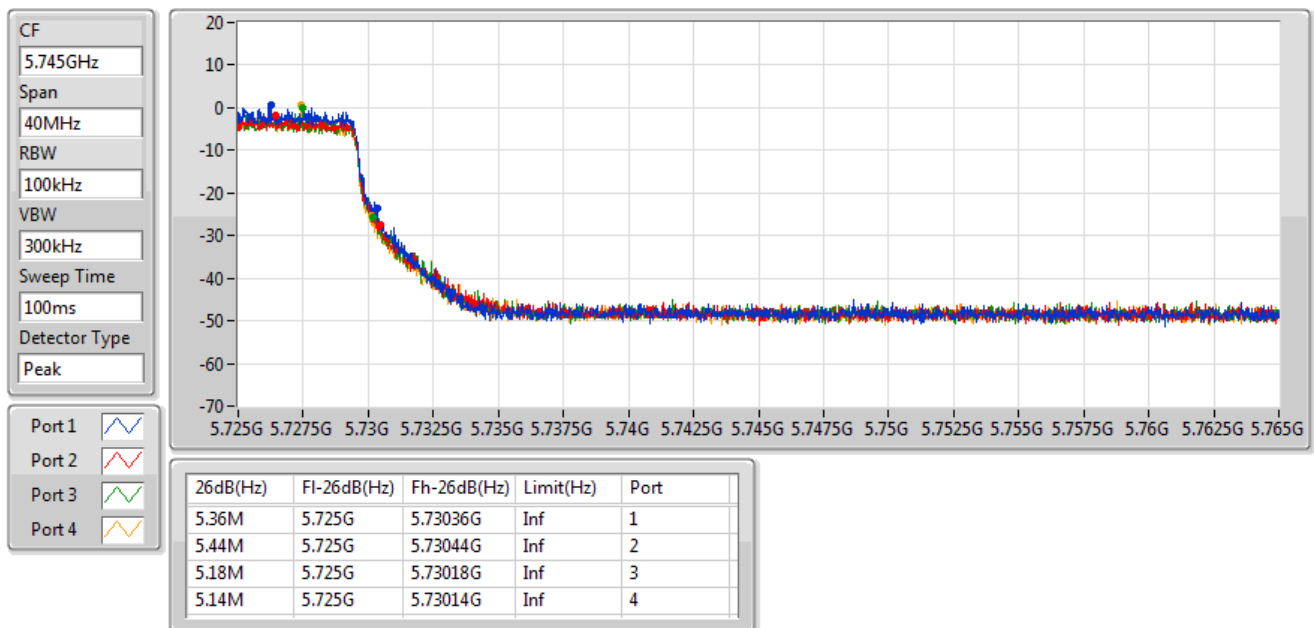 CF
5.745GHz
Span
40MHz
RBW
100kHz
VBW
300kHz
Sweep Time
100ms
Detector Type
Peak
Port 1
Port 2
Port 3
Port 4
20
10
0
-10
-20
-30
-40
-50
-60
-70
5.725G 5.7275G 5.73G 5.7325G 5.735G 5.7375G 5.74G 5.7425G 5.745G 5.7475G 5.75G 5.7525G 5.755G 5.7575G 5.76G 5.7625G 5.765G
26dB(Hz) Fl-26dB(Hz) Fh-26dB(Hz) Limit(Hz) Port
5.36M 5.725G 5.73036G Inf 1
5.44M 5.725G 5.73044G Inf 2
5.18M 5.725G 5.73018G Inf 3
5.14M 5.725G 5.73014G Inf 4